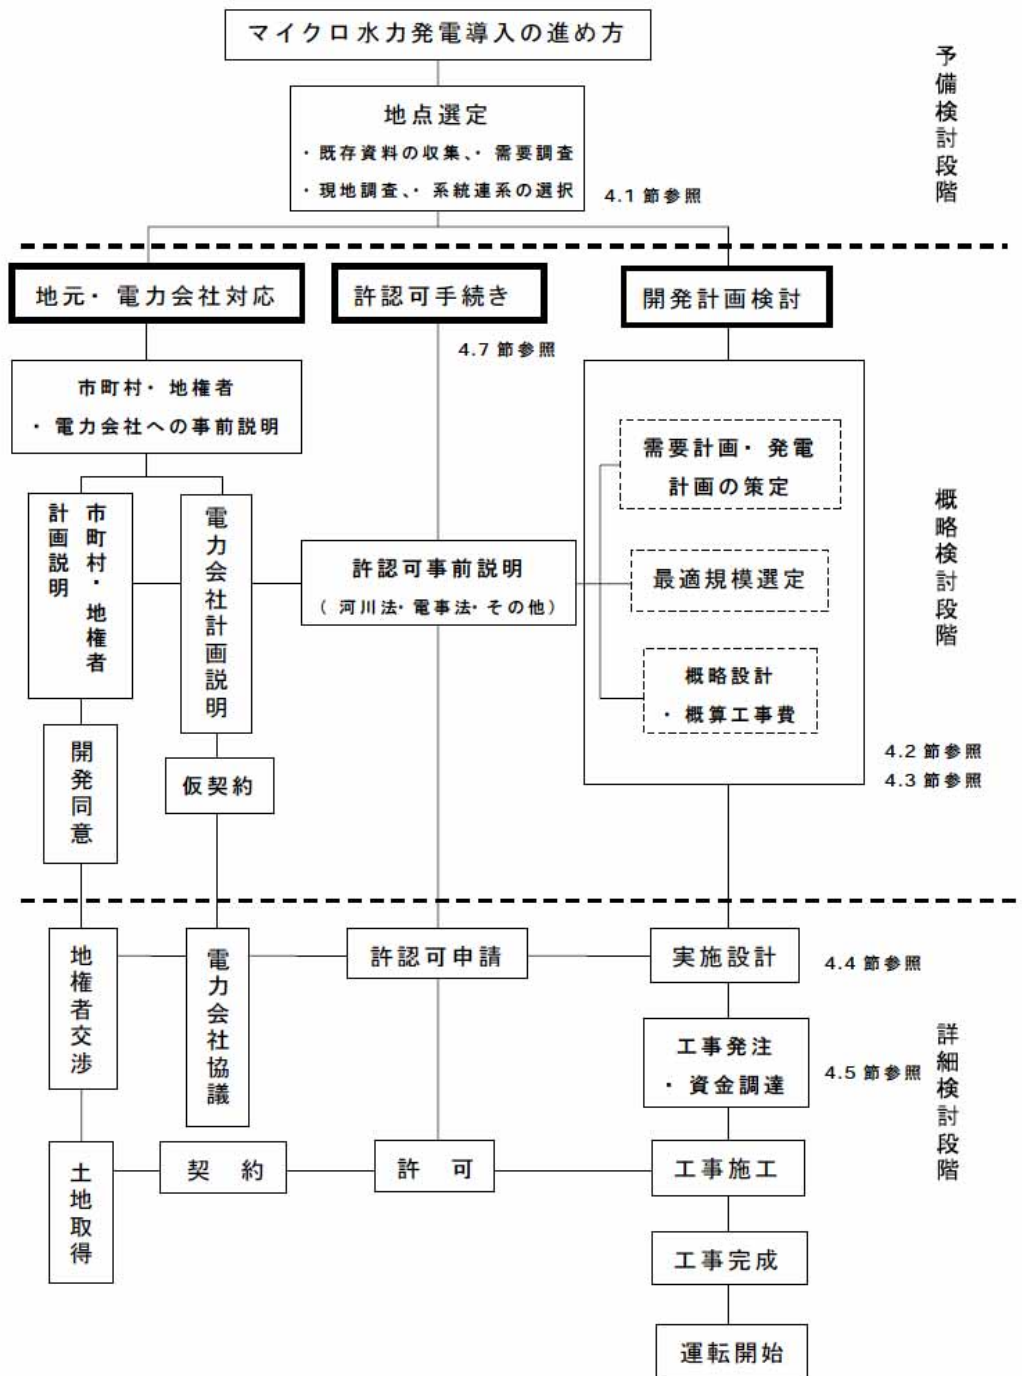 マイクロ水力発電導入の進め方
予備検討段階
地点選定
・既存資料の収集、・需要調査
・現地調査、・系統連系の選択
4.1 節参照
地元・電力会社対応
許認可手続き
開発計画検討
4.7 節参照
市町村・地権者
・電力会社への事前説明
需要計画・発電
計画の策定
概略検討段階
市町村・地権者
計画説明
電力会社計画説明
許認可事前説明
(河川法・電事法・その他)
最適規模選定
概略設計
・概算工事費
開発同意
仮契約
4.2 節参照
4.3 節参照
地権者交渉
電力会社協議
許認可申請
実施設計
4.4 節参照
詳細検討段階
工事発注
・資金調達
4.5 節参照
土地取得
契 約
許 可
工事施工
工事完成
運転開始